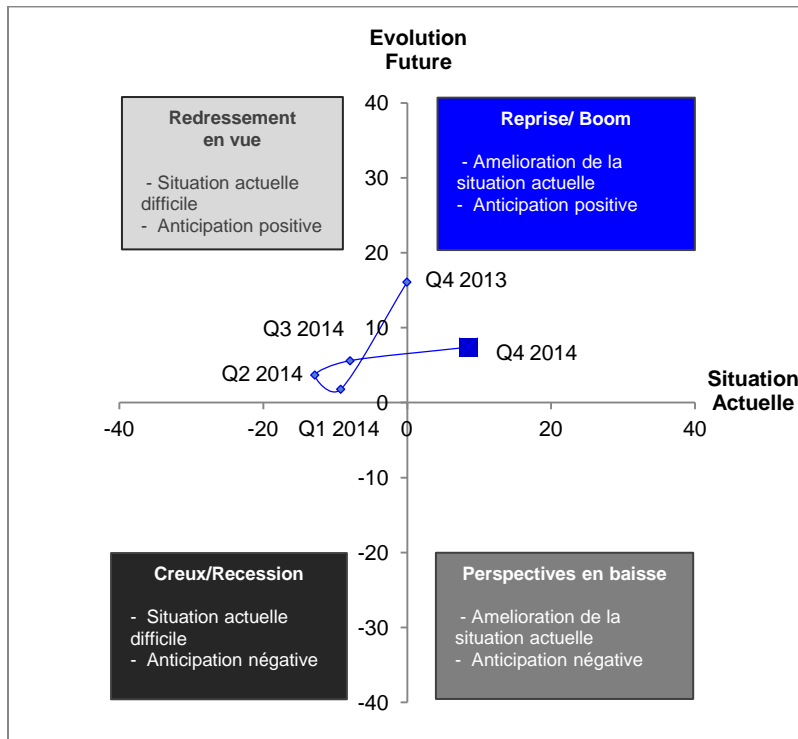 Evolution
Future
40
Redressement
en vue
- Situation actuelle
difficile
- Anticipation positive
Reprise/ Boom
- Amelioration de la
situation actuelle
- Anticipation positive
30
20
Q4 2013
Q3 2014
10
Q4 2014
Q2 2014
Situation
Actuelle
0
-40
-20
Q1 2014
0
20
40
-10
-20
Creux/Recession
- Situation actuelle
difficile
- Anticipation négative
Perspectives en baisse
- Amelioration de la
situation actuelle
- Anticipation négative
-30
-40